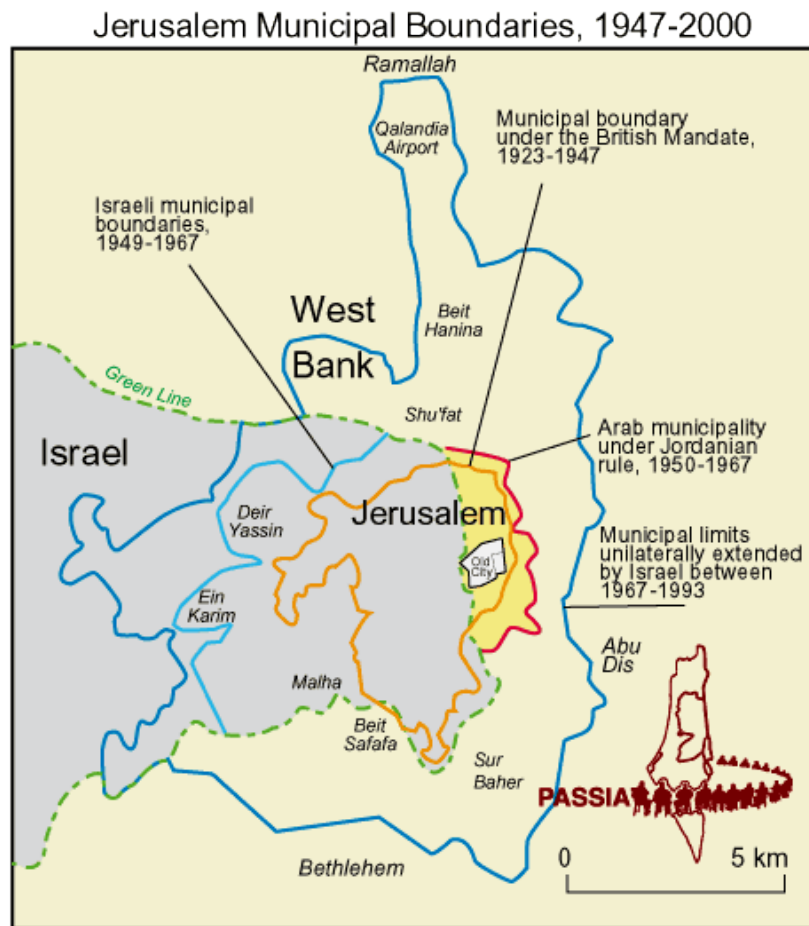 Jerusalem Municipal Boundaries, 1947-2000
Ramallah
Qalandia
Airport
Municipal boundary
under the British Mandate,
1923-1947
Israeli municipal
boundaries,
1949-1967
West
Bank
Beit
Hanina
Green Line
Shu'fat
Arab municipality
under Jordanian
rule, 1950-1967
Israel
Deir
Yassin
Jerusalem
Old
City
Municipal limits
unilaterally extended
by Israel between
1967-1993
Ein
Karim
Abu
Dis
Malha
Beit
Safafa
Sur
Baher
PASSIA
Bethlehem
0 5 km